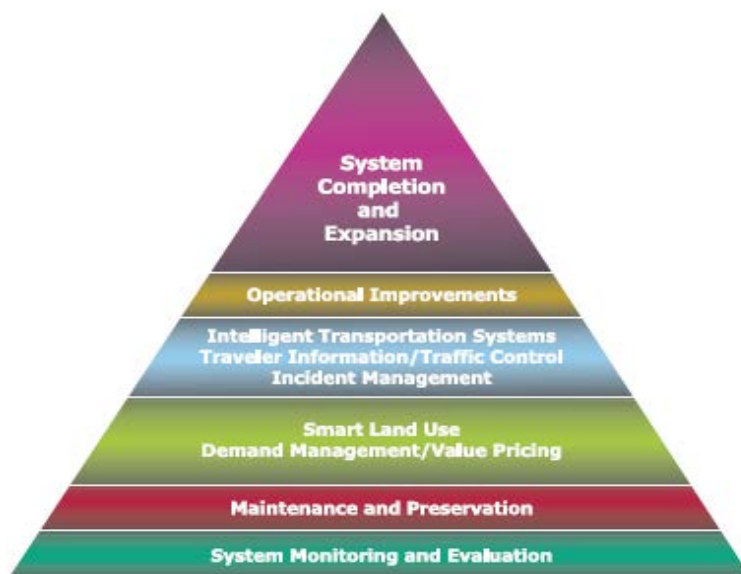 System
Completion
and
Expansion
Operational Improvements
Intelligent Transportation Systems
Traveler Information/Traffic Control
Incident Management
Smart Land Use
Demand Management/Value Pricing
Maintenance and Preservation
System Monitoring and Evaluation